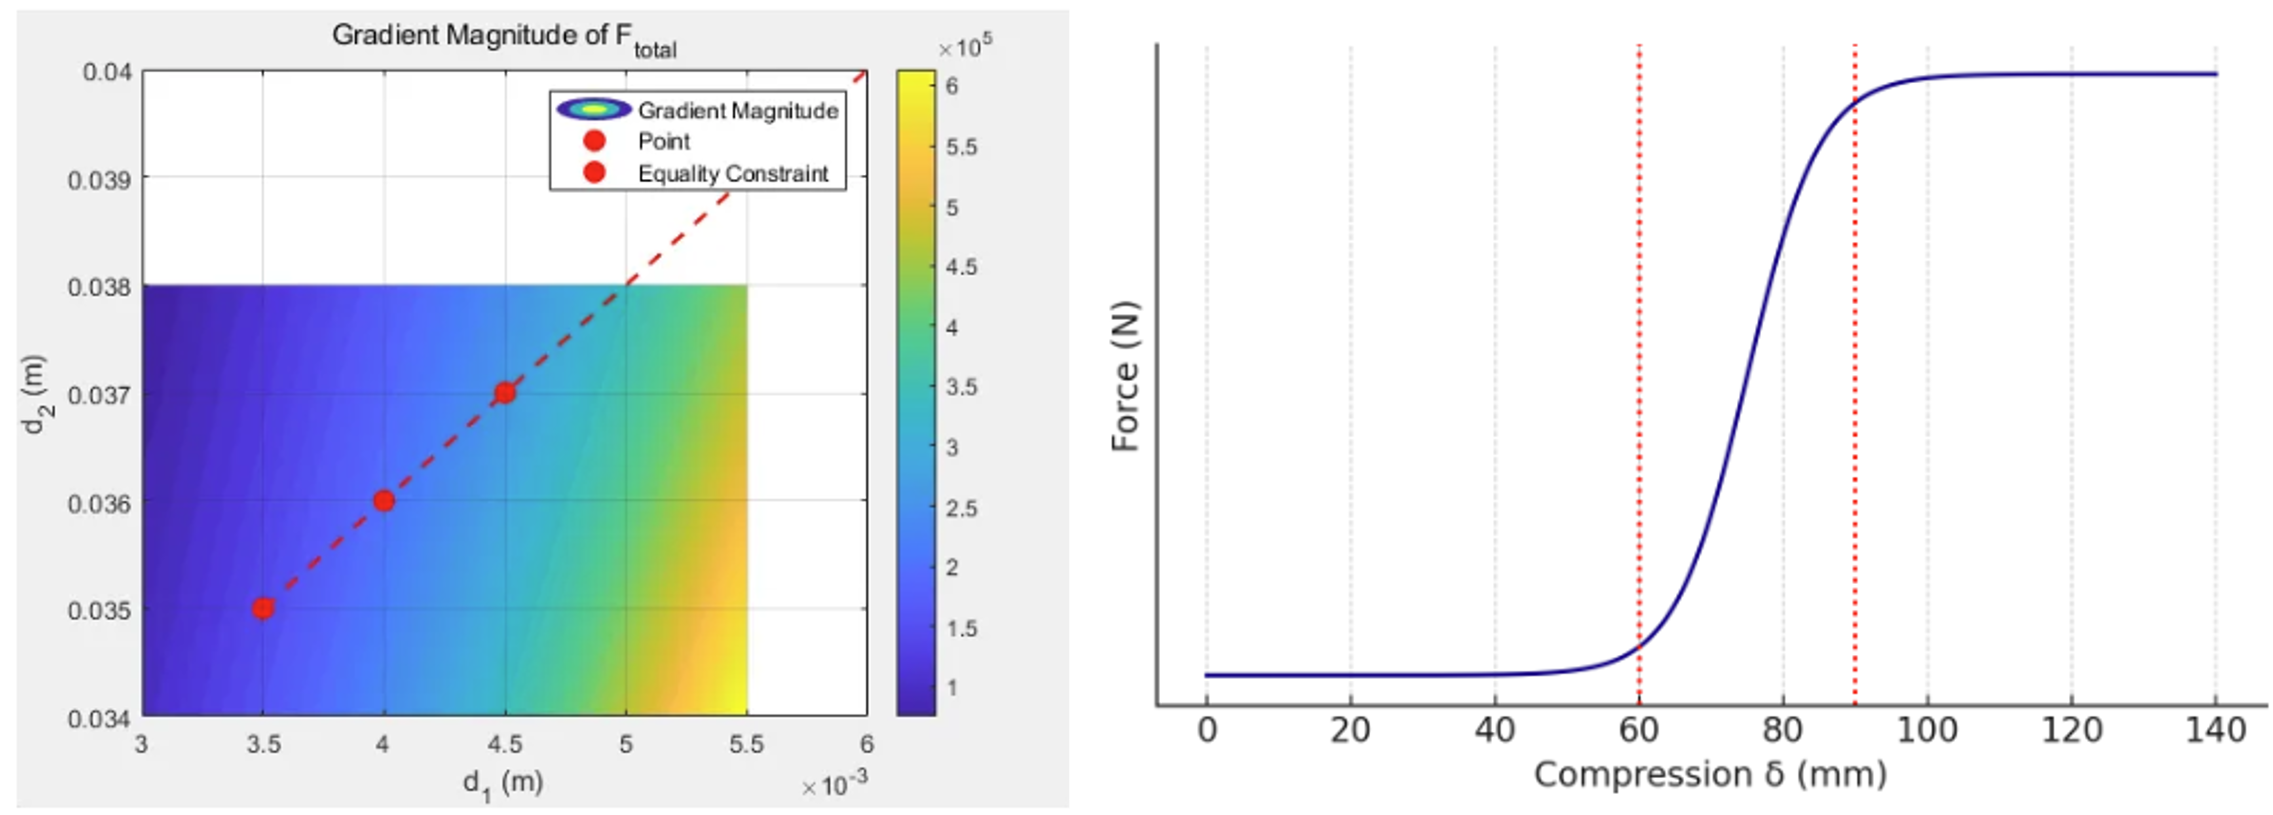 Gradient Magnitude of F_total
×10^5
0.04
0.039
0.038
0.037
0.036
0.035
0.034
d_2 (m)
Gradient Magnitude
Point
Equality Constraint
6
5.5
5
4.5
4
3.5
3
2.5
2
1.5
1
3 3.5 4 4.5 5 5.5 6
d_1 (m)
×10^-3
Force (N)
0 20 40 60 80 100 120 140
Compression δ (mm)